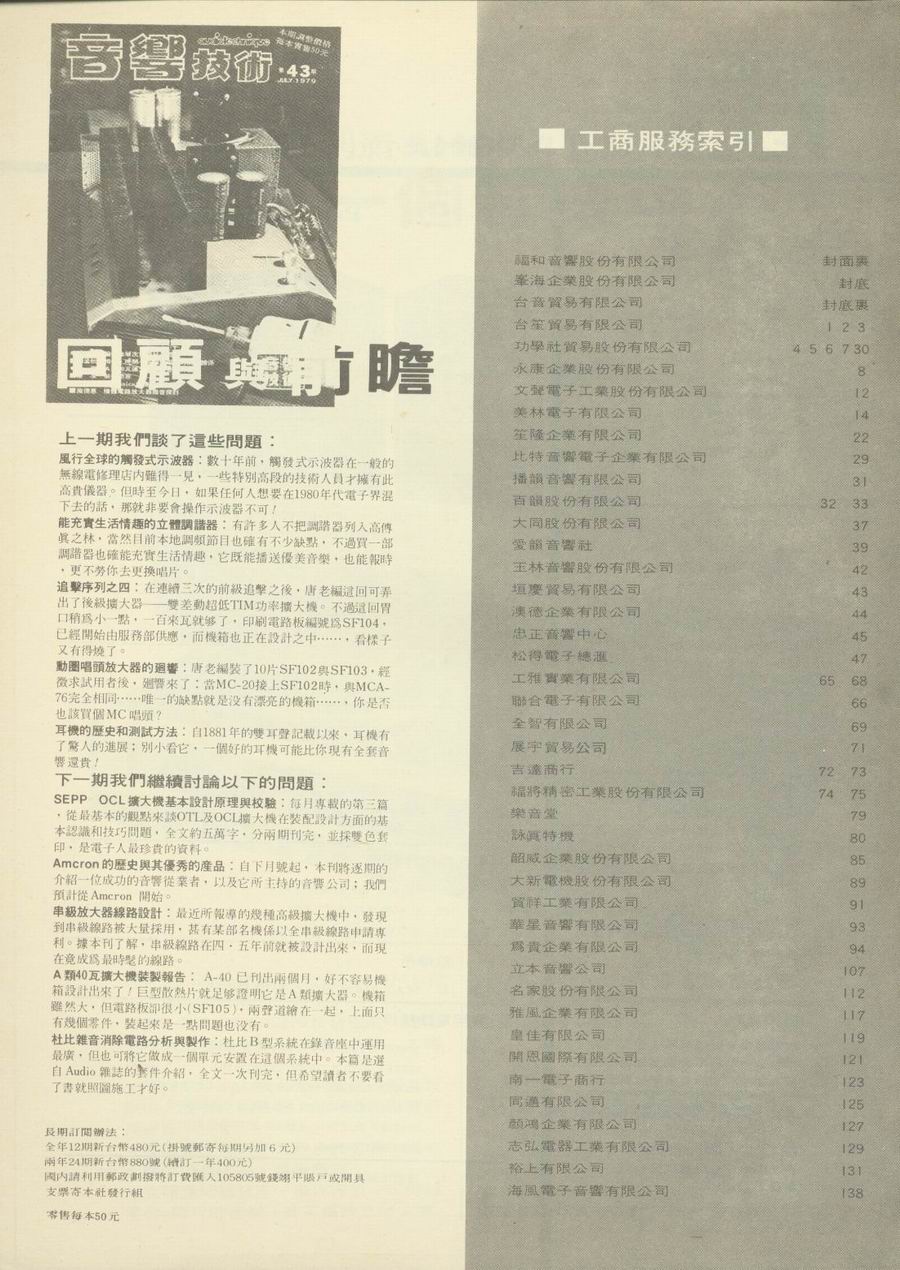 音響技術
audiotechnique
本期調整價格
每本實售50元
第43期
JULY.1979
回顧與前瞻
上一期我們談了這些問題：
風行全球的觸發式示波器：數十年前，觸發式示波器在一般的
無線電修理店內難得一見，一些特別高段的技術人員才擁有此
高貴儀器。但時至今日，如果任何人想要在1980年代電子界混
下去的話，那就非要會操作示波器不可！
能充實生活情趣的立體調諧器：有許多人不把調諧器列入高傳
眞之林，當然目前本地調頻節目也確有不少缺點，不過買一部
調諧器也確能充實生活情趣，它既能播送優美音樂，也能報時
，更不勞你去更換唱片。
追擊序列之四：在連續三次的前級追擊之後，唐老編這回可弄
出了後級擴大器——雙差動超低TIM功率擴大機。不過這回胃
口稍爲小一點，一百來瓦就够了，印刷電路板編號爲SF104，
已經開始由服務部供應，而機箱也正在設計之中……，看樣子
又有得燒了。
動圈唱頭放大器的廻響：唐老編裝了10片SF102與SF103，經
徵求試用者後，廻響來了：當MC-20接上SF102時，與MCA-
76完全相同……唯一的缺點就是沒有漂亮的機箱……，你是否
也該買個MC唱頭？
耳機的歷史和測試方法：自1881年的雙耳聲記載以來，耳機有
了驚人的進展；別小看它，一個好的耳機可能比你現有全套音
響還貴！
下一期我們繼續討論以下的問題：
SEPP OCL擴大機基本設計原理與校驗：每月專載的第三篇
，從最基本的觀點來談OTL及OCL擴大機在裝配設計方面的基
本認識和技巧問題，全文約五萬字，分兩期刊完，並採雙色套
印，是電子人最珍貴的資料。
Amcron的歷史與其優秀的產品：自下月號起，本刊將逐期的
介紹一位成功的音響從業者，以及它所主持的音響公司；我們
預計從Amcron 開始。
串級放大器線路設計：最近所報導的幾種高級擴大機中，發現
到串級線路被大量採用，甚有某部名機係以全串級線路申請專
利。據本刊了解，串級線路在四．五年前就被設計出來，而現
在竟成爲最時髦的線路。
A類40瓦擴大機裝製報告： A-40 已刊出兩個月，好不容易機
箱設計出來了！巨型散熱片就足够證明它是A類擴大器。機箱
雖然大，但電路板卻很小(SF105)，兩聲道繪在一起，上面只
有幾個零件，裝起來是一點問題也沒有。
杜比雜音消除電路分析與製作：杜比B型系統在錄音座中運用
最廣，但也可將它做成一個單元安置在這個系統中。本篇是選
自Audio 雜誌的套件介紹，全文一次刊完，但希望讀者不要看
了書就照圖施工才好。
長期訂閱辦法：
全年12期新台幣480元(掛號郵寄每期另加6元)
兩年24期新台幣880號(續訂一年400元)
國內請利用郵政劃撥將訂費匯入105805號錢翊平賬戶或開具
支票寄本社發行組
零售每本50元
■ 工商服務索引 ■
福和音響股份有限公司 封面裏
峯海企業股份有限公司 封底
台音貿易有限公司 封底裏
台笙貿易有限公司 1 2 3
功學社貿易股份有限公司 4 5 6 7 30
永康企業股份有限公司 8
文聲電子工業股份有限公司 12
美林電子有限公司 14
笙隆企業有限公司 22
比特音響電子企業有限公司 29
播韻音響有限公司 31
百韻股份有限公司 32 33
大同股份有限公司 37
愛韻音響社 39
王林音響股份有限公司 42
垣慶貿易有限公司 43
澳德企業有限公司 44
忠正音響中心 45
松得電子總滙 47
工雅實業有限公司 65 68
聯合電子有限公司 66
全智有限公司 69
展宇貿易公司 71
吉達商行 72 73
福將精密工業股份有限公司 74 75
樂音堂 79
詠眞特機 80
韶威企業股份有限公司 85
大新電機股份有限公司 89
賀祥工業有限公司 91
華星音響有限公司 93
爲貴企業有限公司 94
立本音響公司 107
名家股份有限公司 112
雅風企業有限公司 117
皇佳有限公司 119
開恩國際有限公司 121
南一電子商行 123
同邁有限公司 125
顏鴻企業有限公司 127
志弘電器工業有限公司 129
裕上有限公司 131
海風電子音響有限公司 138